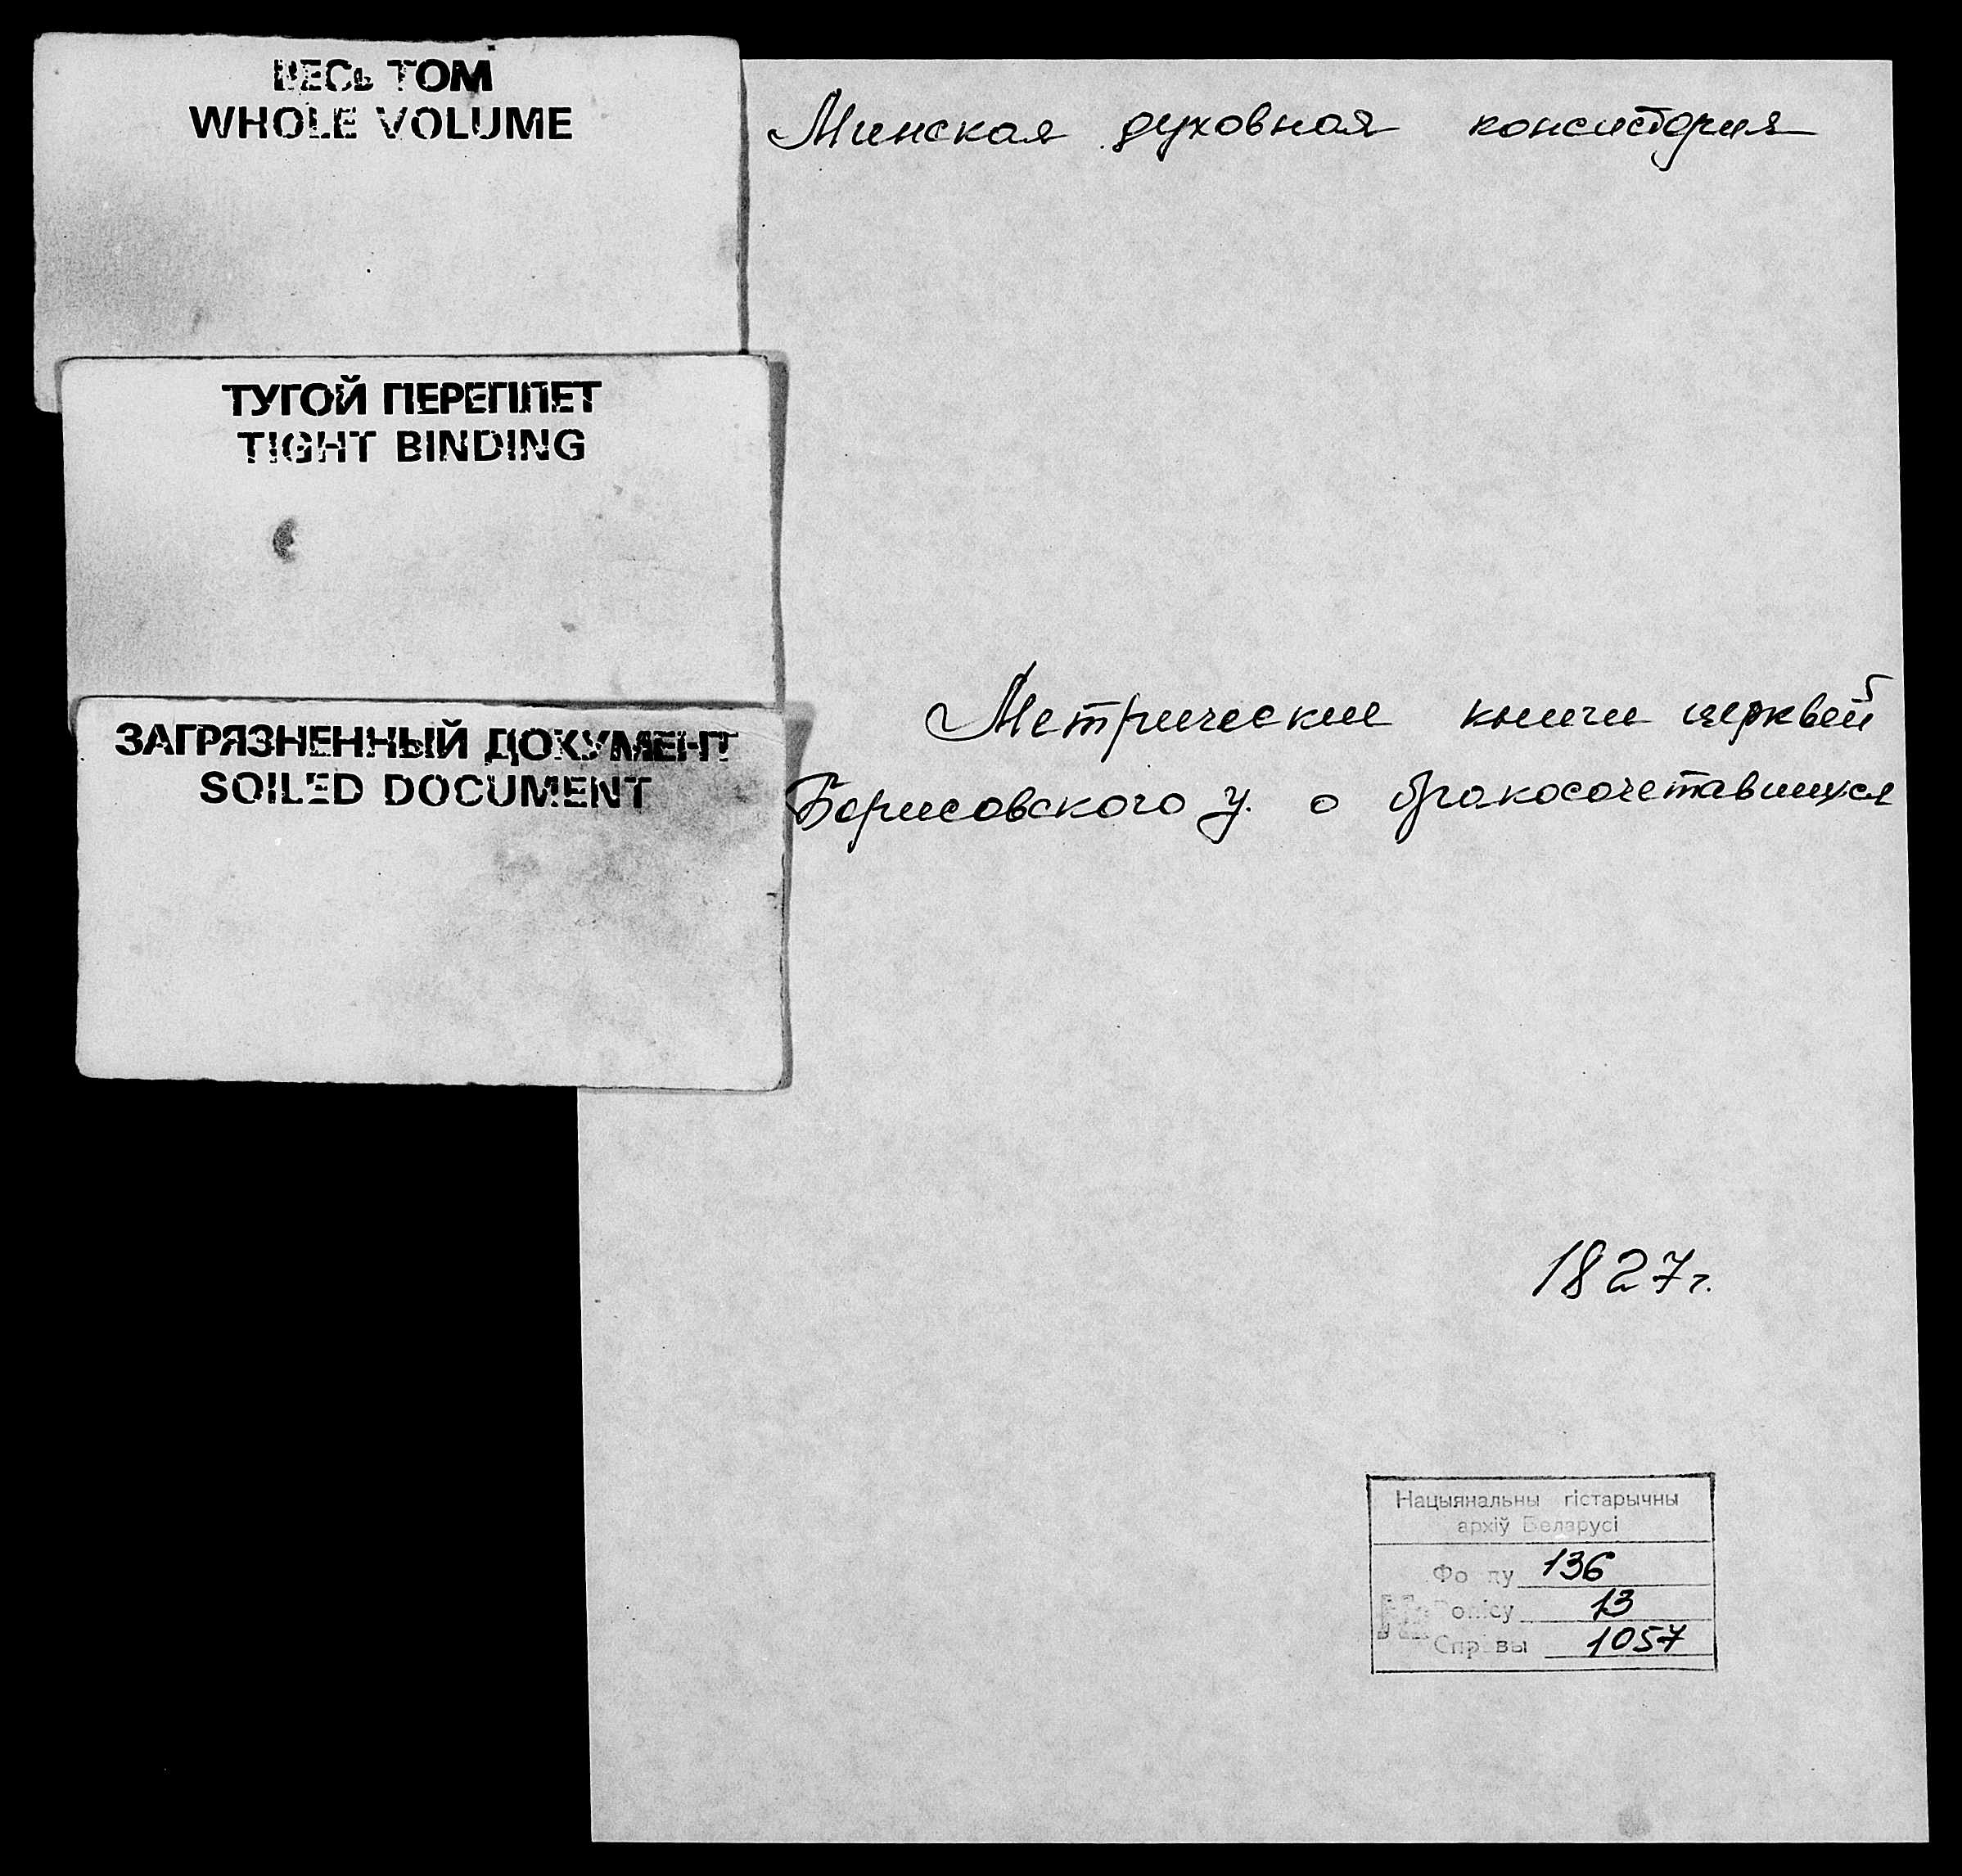 ВЕСЬ ТОМ
WHOLE VOLUME
ТУГОЙ ПЕРЕПЛЕТ
TIGHT BINDING
ЗАГРЯЗНЕННЫЙ ДОКУМЕНТ
SOILED DOCUMENT
Минская духовная консистория
Метрические книги церквей
Борисовского у. о бракосочетавшихся
1827г.
Нацыянальны гістарычны
архіў Беларусі
Фонду 136
Вопісу 13
Справы 1057